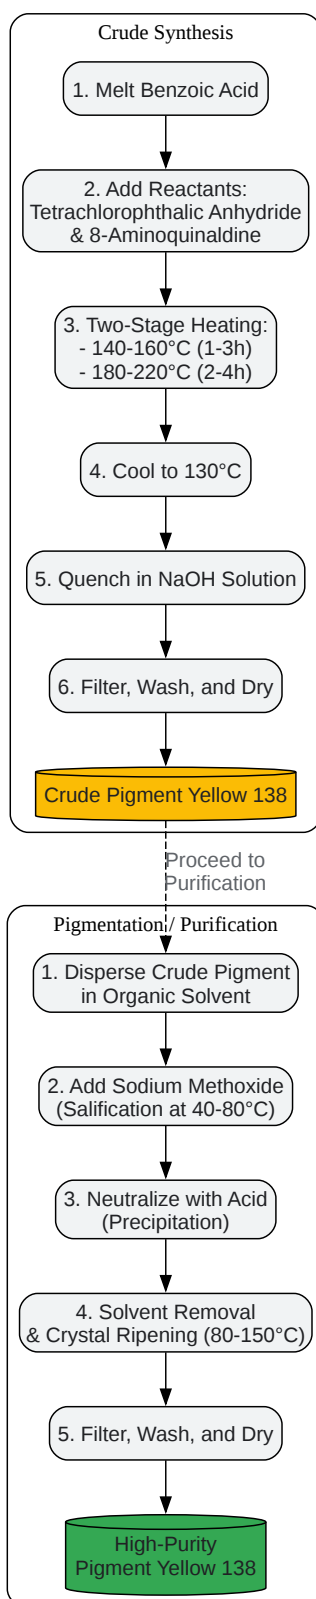 Crude Synthesis
1. Melt Benzoic Acid
2. Add Reactants:
Tetrachlorophthalic Anhydride
& 8-Aminoquinaldine
3. Two-Stage Heating:
- 140-160°C (1-3h)
- 180-220°C (2-4h)
4. Cool to 130°C
5. Quench in NaOH Solution
6. Filter, Wash, and Dry
Crude Pigment Yellow 138
Proceed to
Purification
Pigmentation / Purification
1. Disperse Crude Pigment
in Organic Solvent
2. Add Sodium Methoxide
(Salification at 40-80°C)
3. Neutralize with Acid
(Precipitation)
4. Solvent Removal
& Crystal Ripening (80-150°C)
5. Filter, Wash, and Dry
High-Purity
Pigment Yellow 138